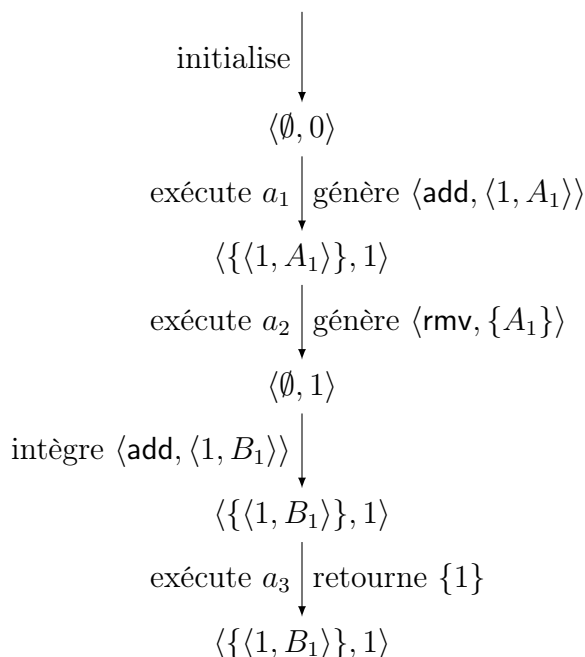 initialise
⟨∅, 0⟩
exécute a₁ génère ⟨add, ⟨1, A₁⟩⟩
⟨{⟨1, A₁⟩}, 1⟩
exécute a₂ génère ⟨rmv, {A₁}⟩
⟨∅, 1⟩
intègre ⟨add, ⟨1, B₁⟩⟩
⟨{⟨1, B₁⟩}, 1⟩
exécute a₃ retourne {1}
⟨{⟨1, B₁⟩}, 1⟩